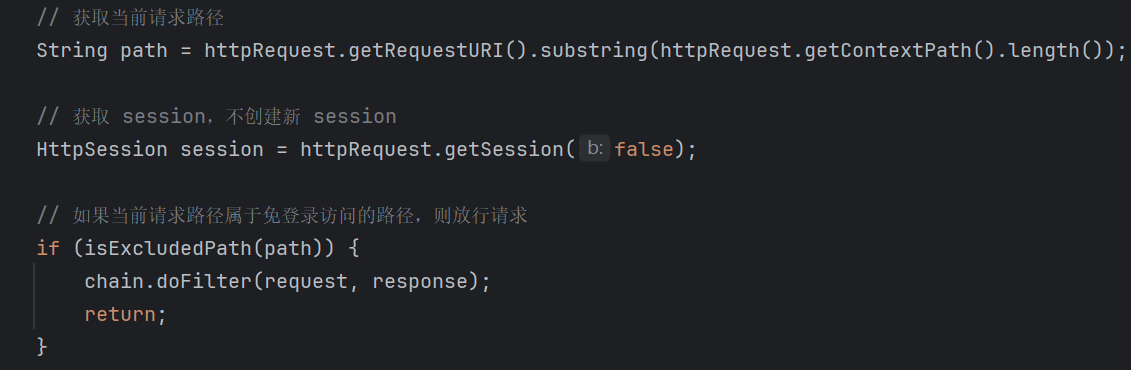 // 获取当前请求路径
String path = httpRequest.getRequestURI().substring(httpRequest.getContextPath().length());
// 获取 session，不创建新 session
HttpSession session = httpRequest.getSession( b: false);
// 如果当前请求路径属于免登录访问的路径，则放行请求
if (isExcludedPath(path)) {
chain.doFilter(request, response);
return;
}